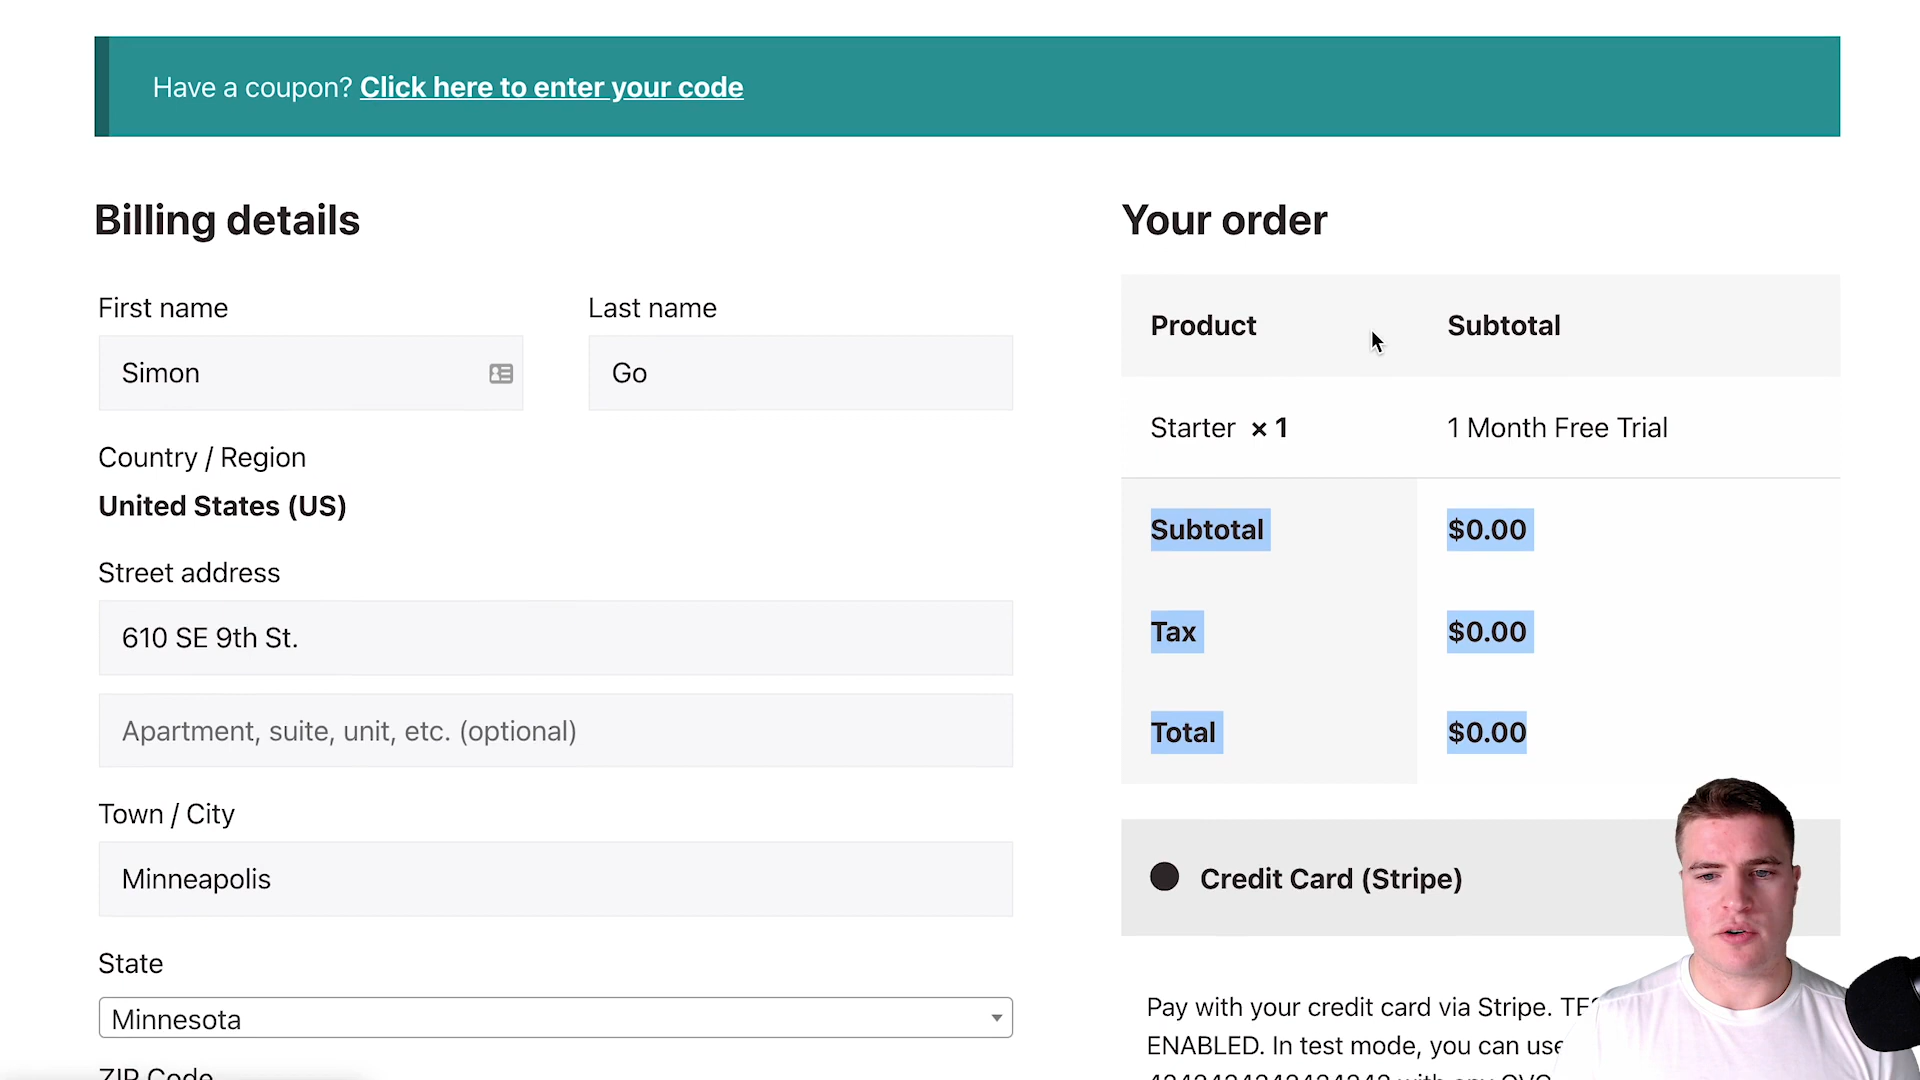 Have a coupon? Click here to enter your code
Billing details
First name
Last name
Simon
Go
Country / Region
United States (US)
Street address
610 SE 9th St.
Apartment, suite, unit, etc. (optional)
Town / City
Minneapolis
State
Minnesota
ZIP Code
Your order
Product
Subtotal
Starter × 1
1 Month Free Trial
Subtotal
$0.00
Tax
$0.00
Total
$0.00
Credit Card (Stripe)
Pay with your credit card via Stripe.
ENABLED. In test mode, you can use